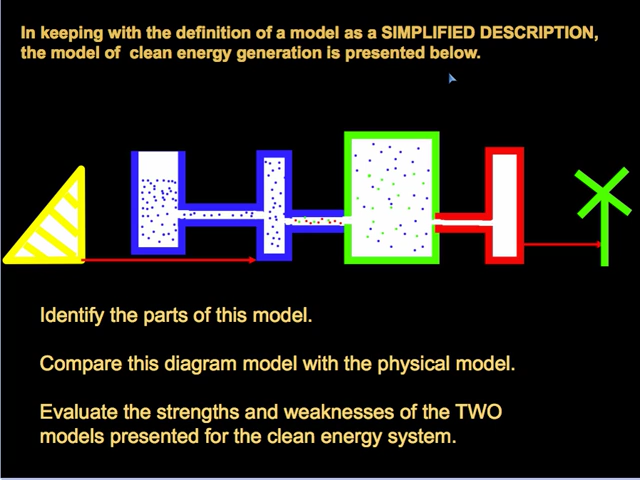 In keeping with the definition of a model as a SIMPLIFIED DESCRIPTION,
the model of clean energy generation is presented below.
Identify the parts of this model.
Compare this diagram model with the physical model.
Evaluate the strengths and weaknesses of the TWO
models presented for the clean energy system.